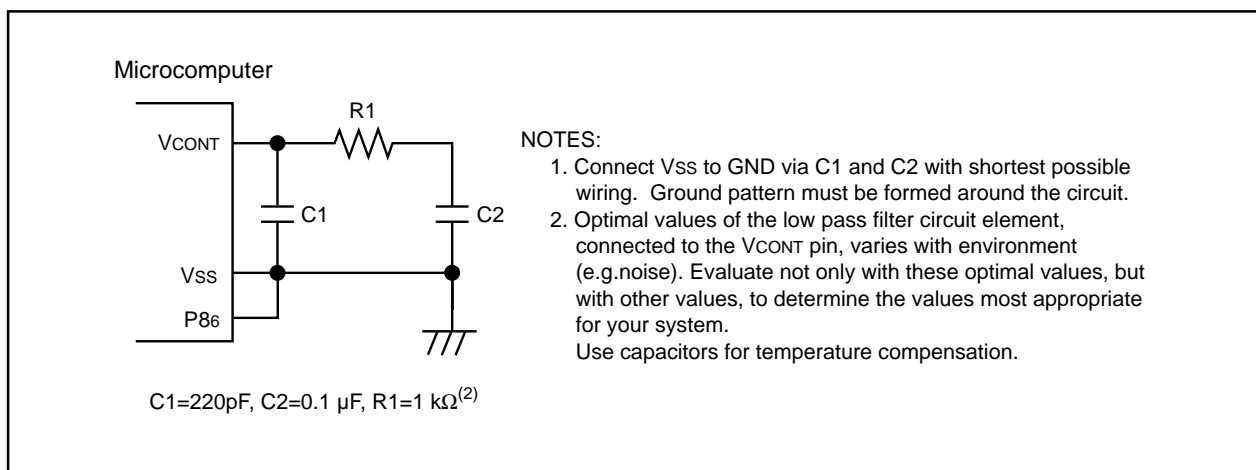 Microcomputer
R1
VCONT
C1
C2
VSS
P86
C1=220pF, C2=0.1 µF, R1=1 kΩ(2)
NOTES:
1. Connect VSS to GND via C1 and C2 with shortest possible
wiring.  Ground pattern must be formed around the circuit.
2. Optimal values of the low pass filter circuit element,
connected to the VCONT pin, varies with environment
(e.g.noise). Evaluate not only with these optimal values, but
with other values, to determine the values most appropriate
for your system.
Use capacitors for temperature compensation.